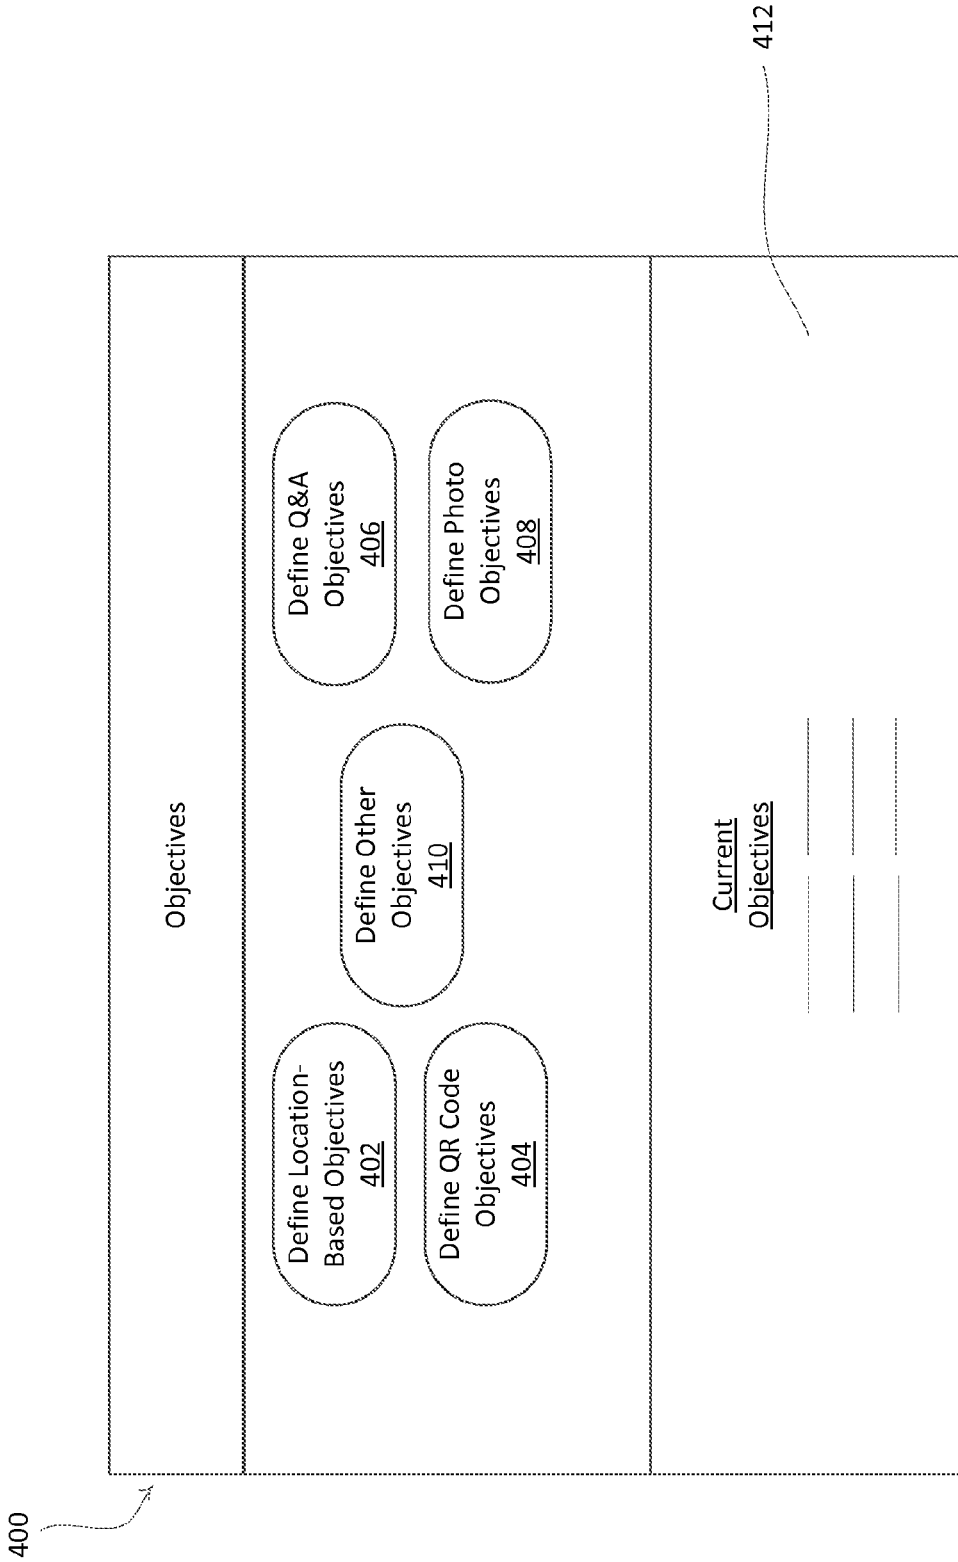 400
Objectives
Define Location-
Based Objectives
402
Define Other
Objectives
410
Define Q&A
Objectives
406
Define QR Code
Objectives
404
Define Photo
Objectives
408
Current
Objectives
412